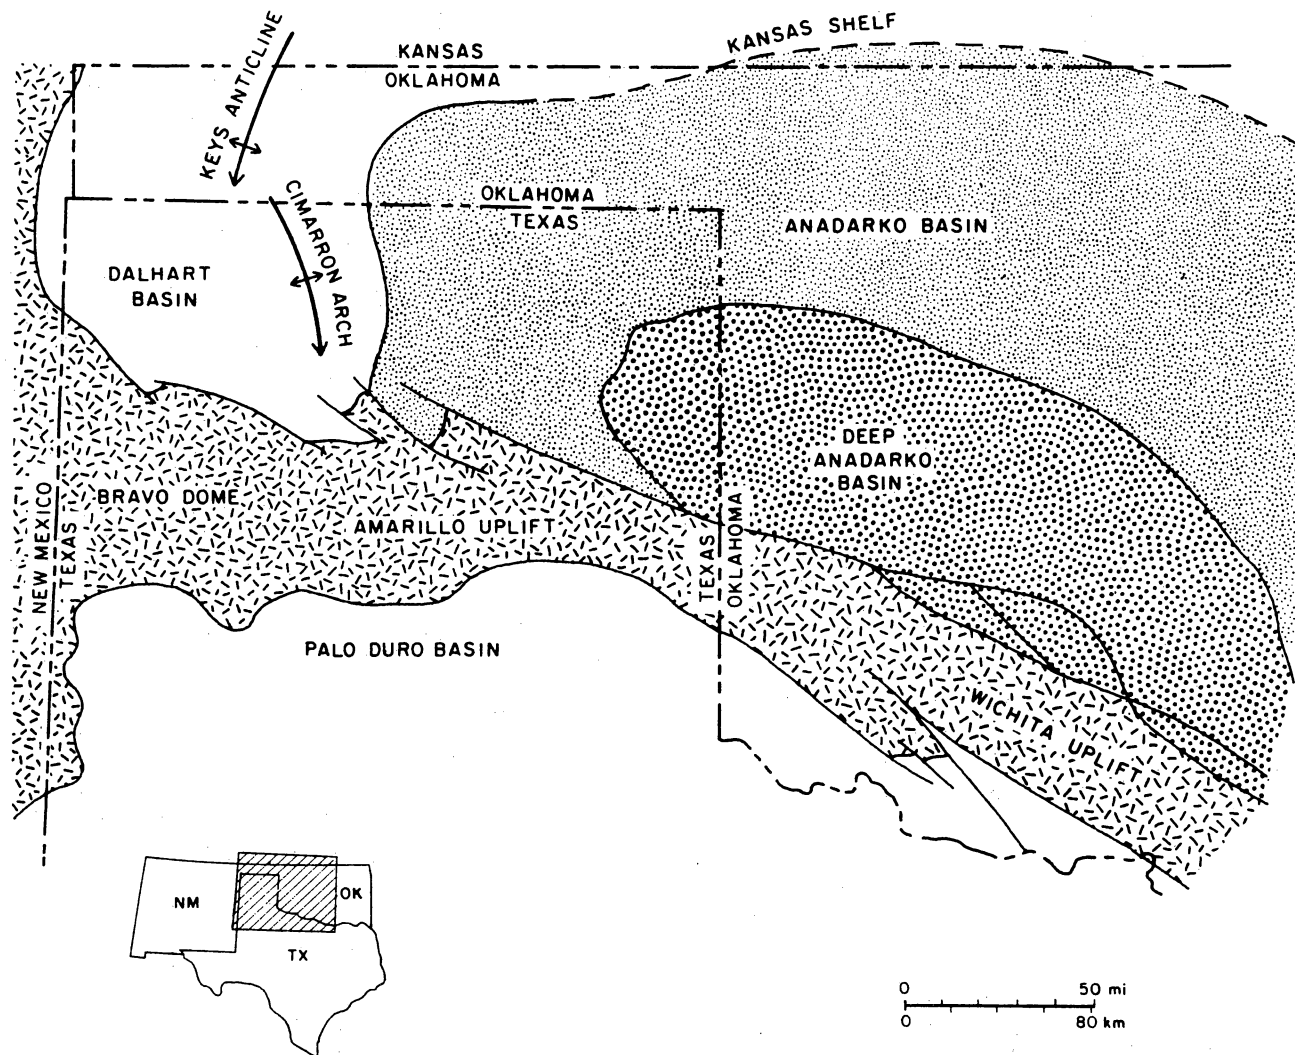 KANSAS SHELF
KANSAS
OKLAHOMA
KEYS ANTICLINE
OKLAHOMA
TEXAS
CIMARRON ARCH
ANADARKO BASIN
DALHART
BASIN
DEEP
ANADARKO
BASIN
BRAVO DOME
AMARILLO UPLIFT
NEW MEXICO
TEXAS
TEXAS
OKLAHOMA
PALO DURO BASIN
WICHITA UPLIFT
NM
OK
TX
0 50 mi
0 80 km